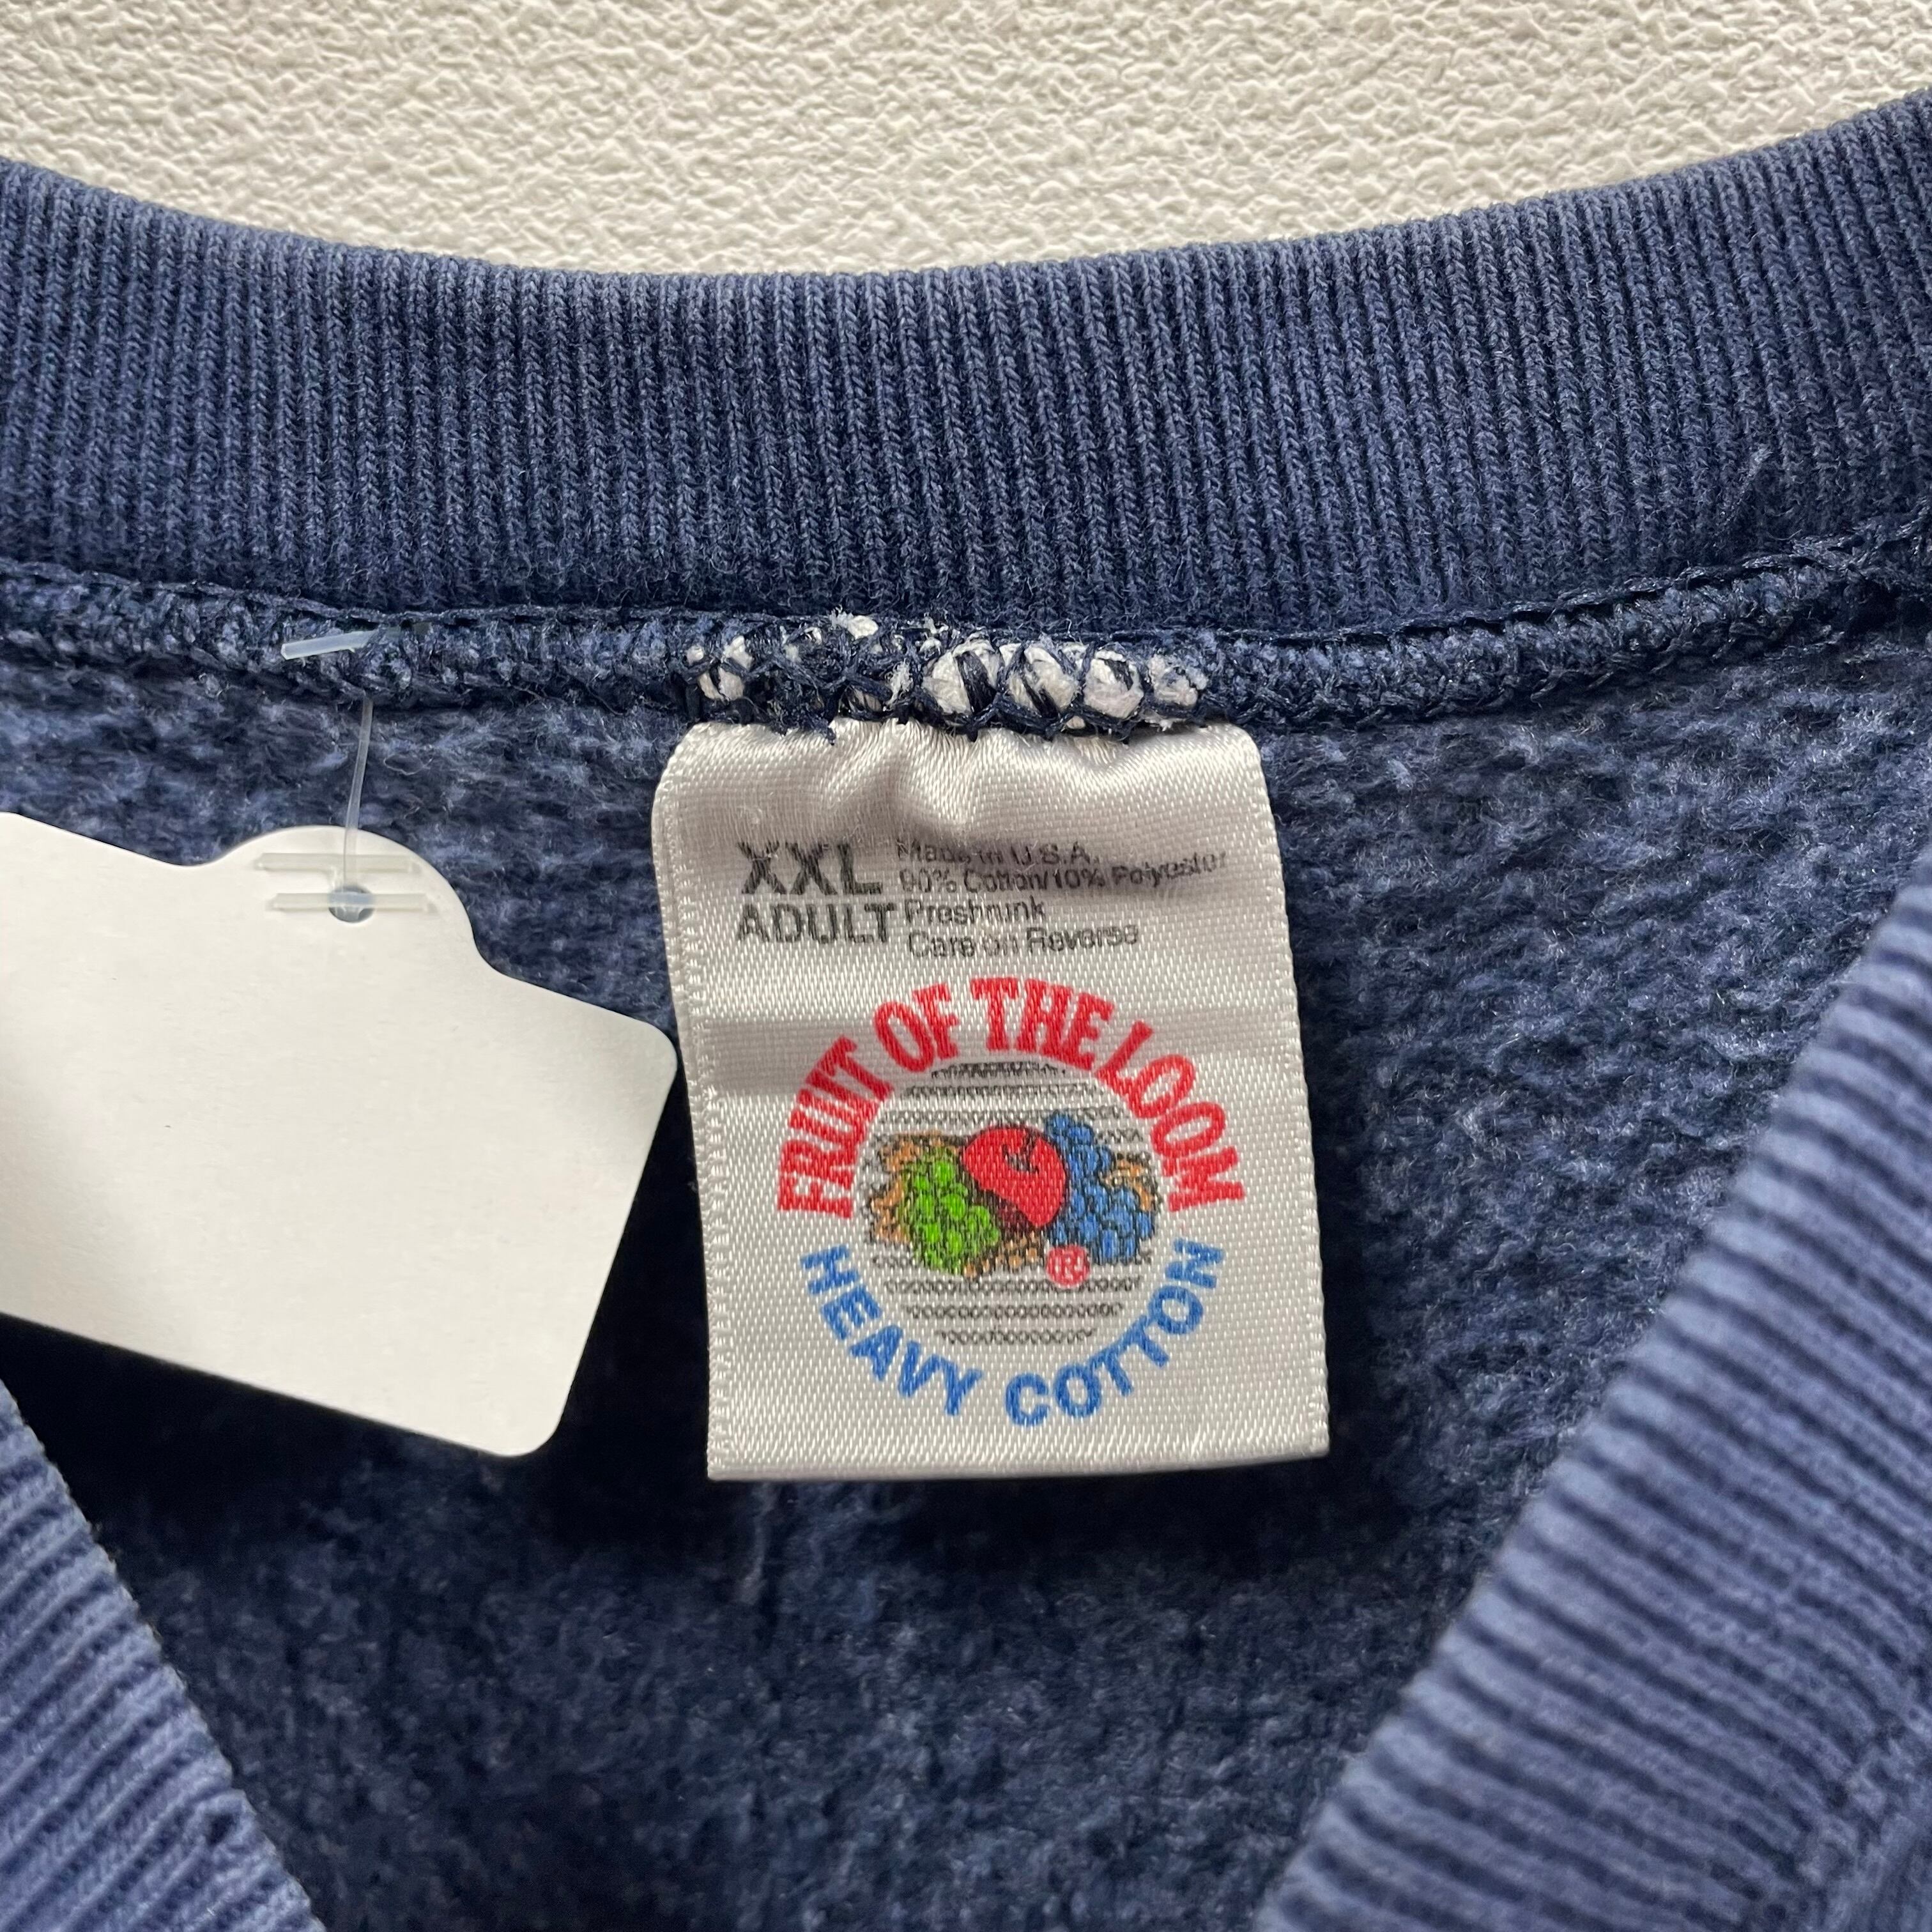 XXL
ADULT
Made in U.S.A.
90% Cotton/10% Polyester
Preshrunk
Care on Reverse
FRUIT OF THE LOOM
®
HEAVY COTTON